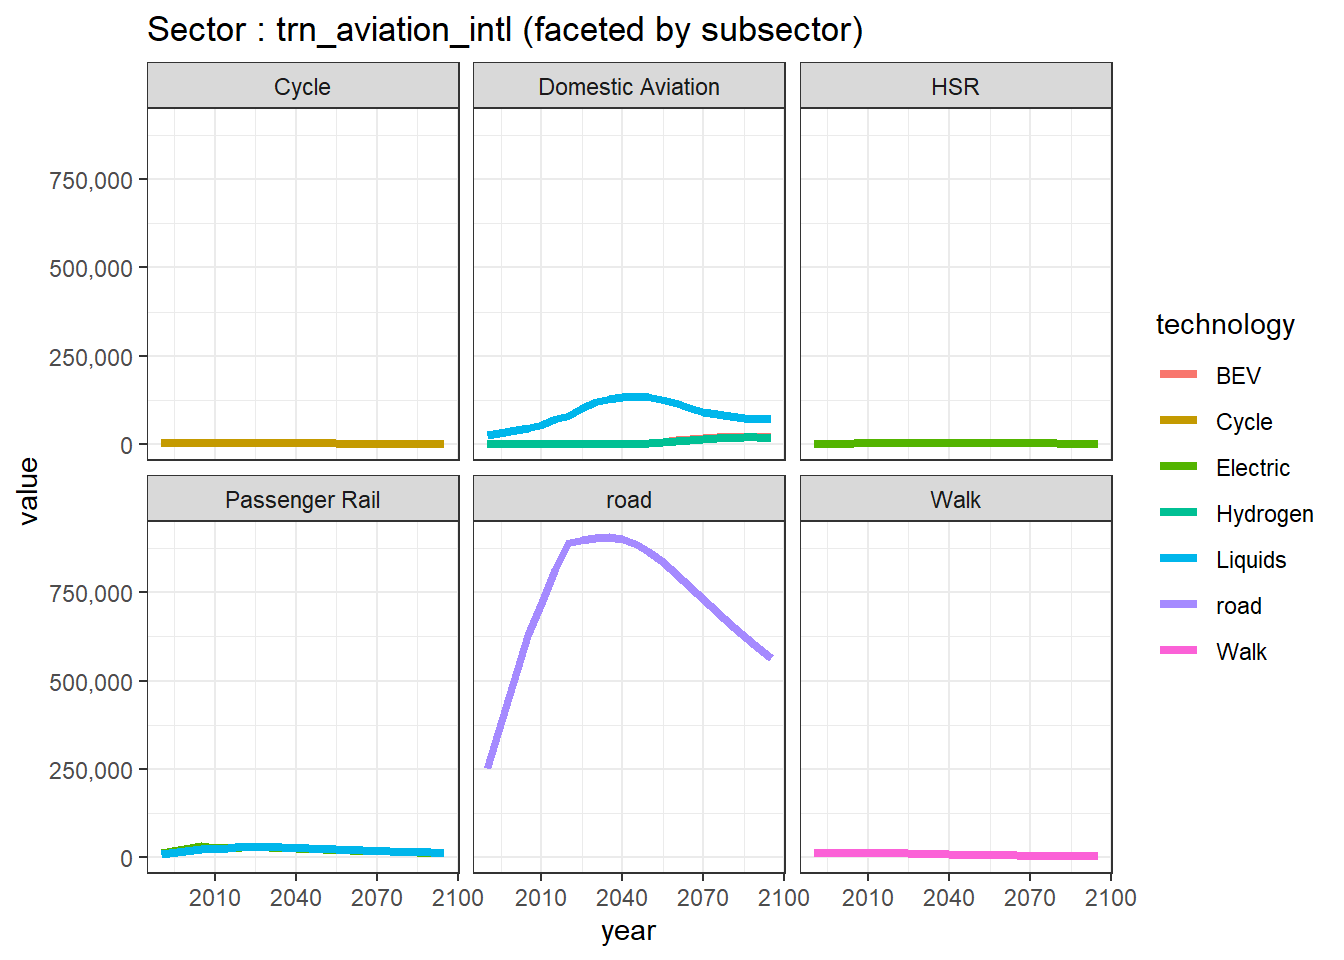 Sector : trn_aviation_intl (faceted by subsector)
Cycle
Domestic Aviation
HSR
750,000
500,000
250,000
0
Passenger Rail
road
Walk
750,000
500,000
250,000
0
2010 2040 2070 2100
2010 2040 2070 2100
2010 2040 2070 2100
year
value
technology
BEV
Cycle
Electric
Hydrogen
Liquids
road
Walk